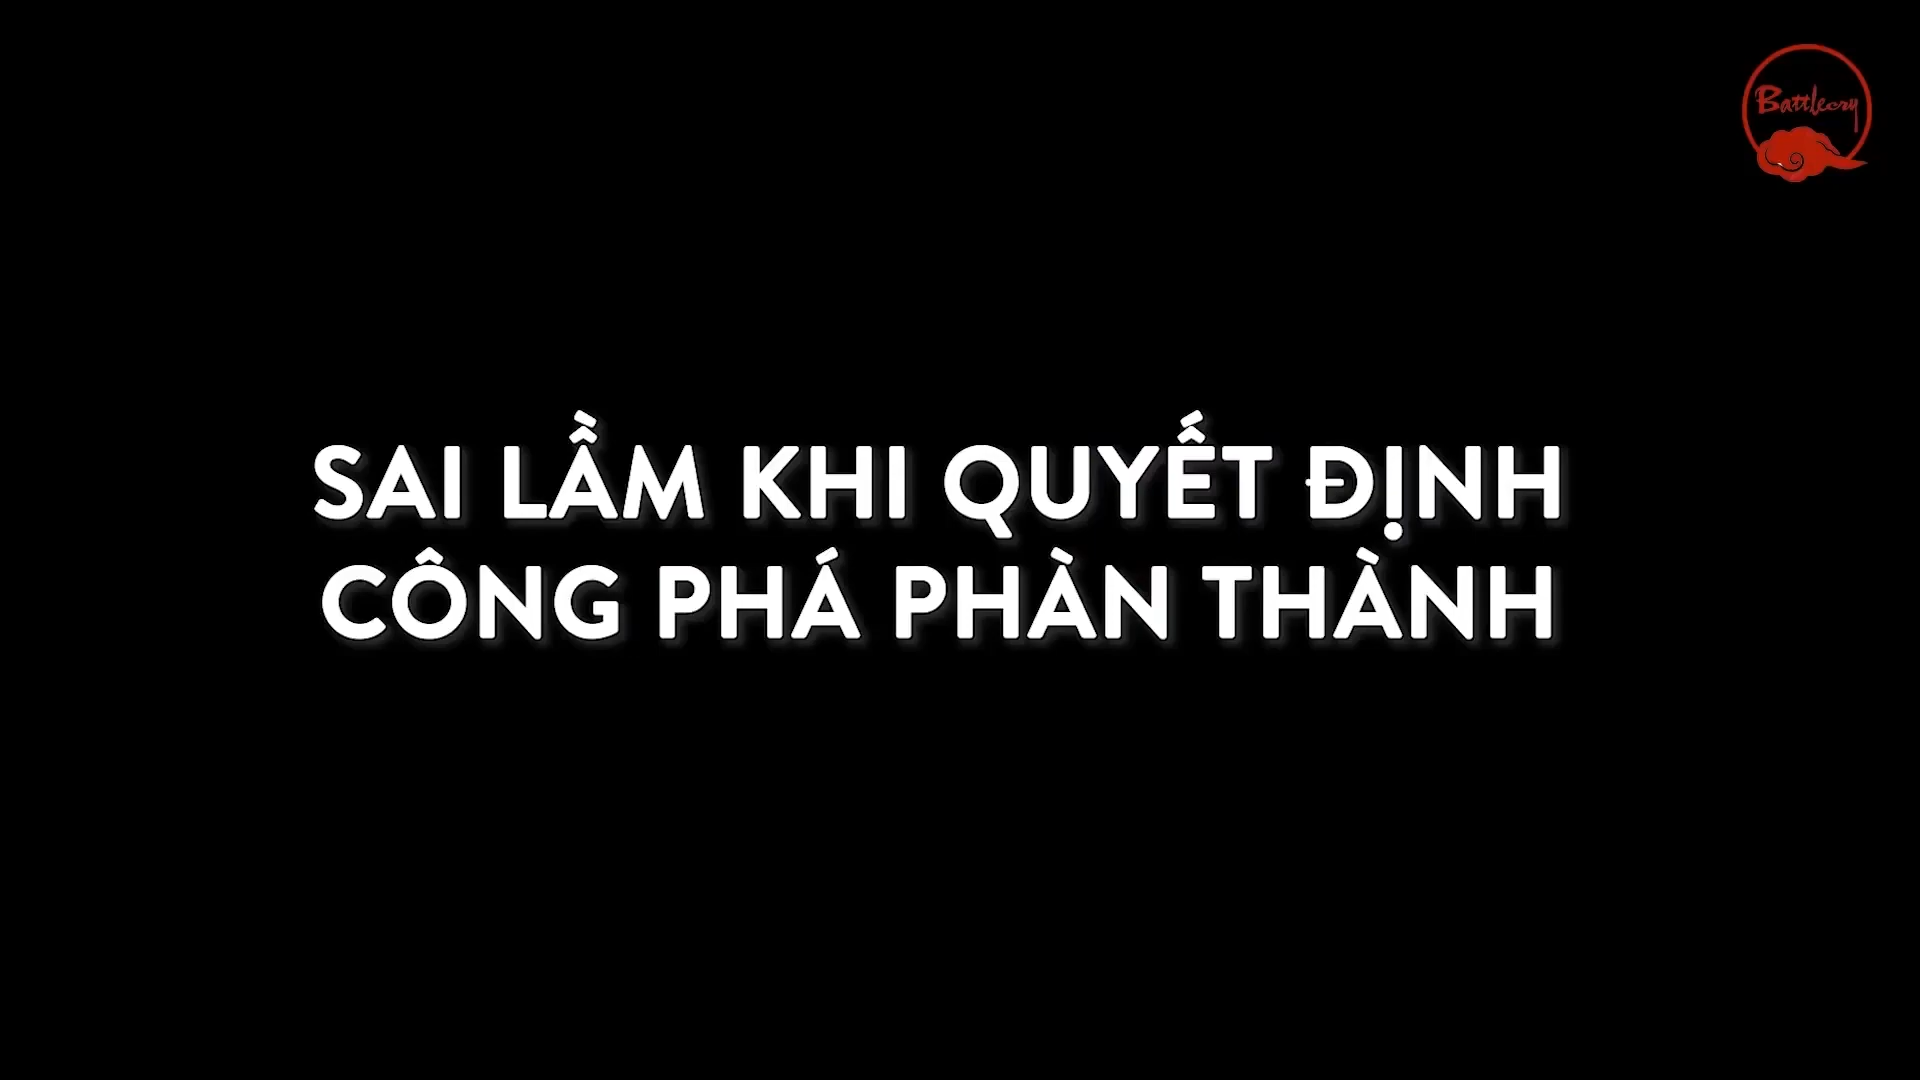 Battlecry
SAI LẦM KHI QUYẾT ĐỊNH
CÔNG PHÁ PHÀN THÀNH